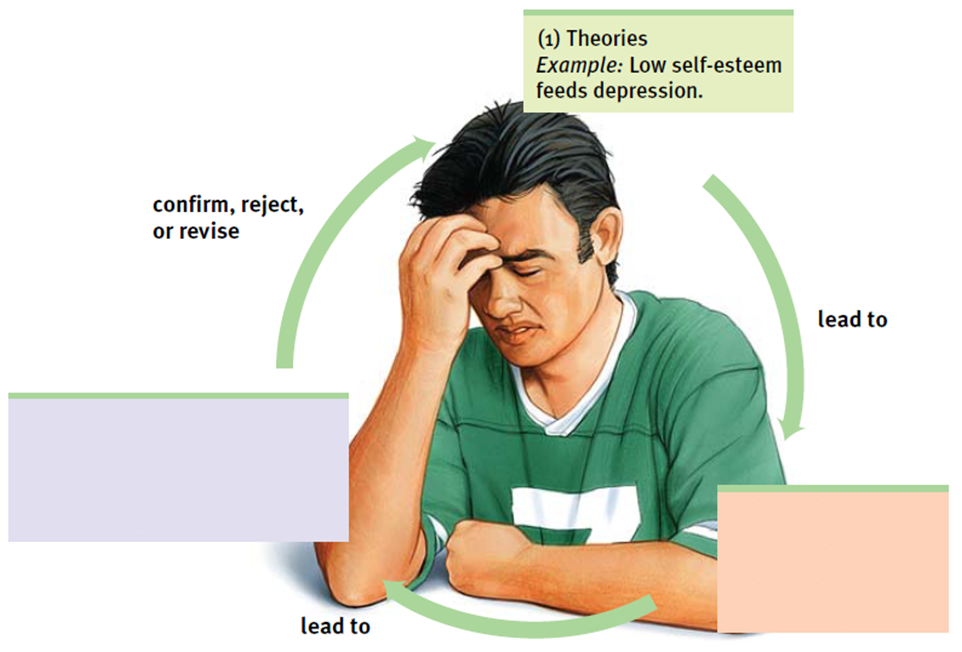 (1) Theories
Example: Low self-esteem
feeds depression.
confirm, reject,
or revise
lead to
lead to